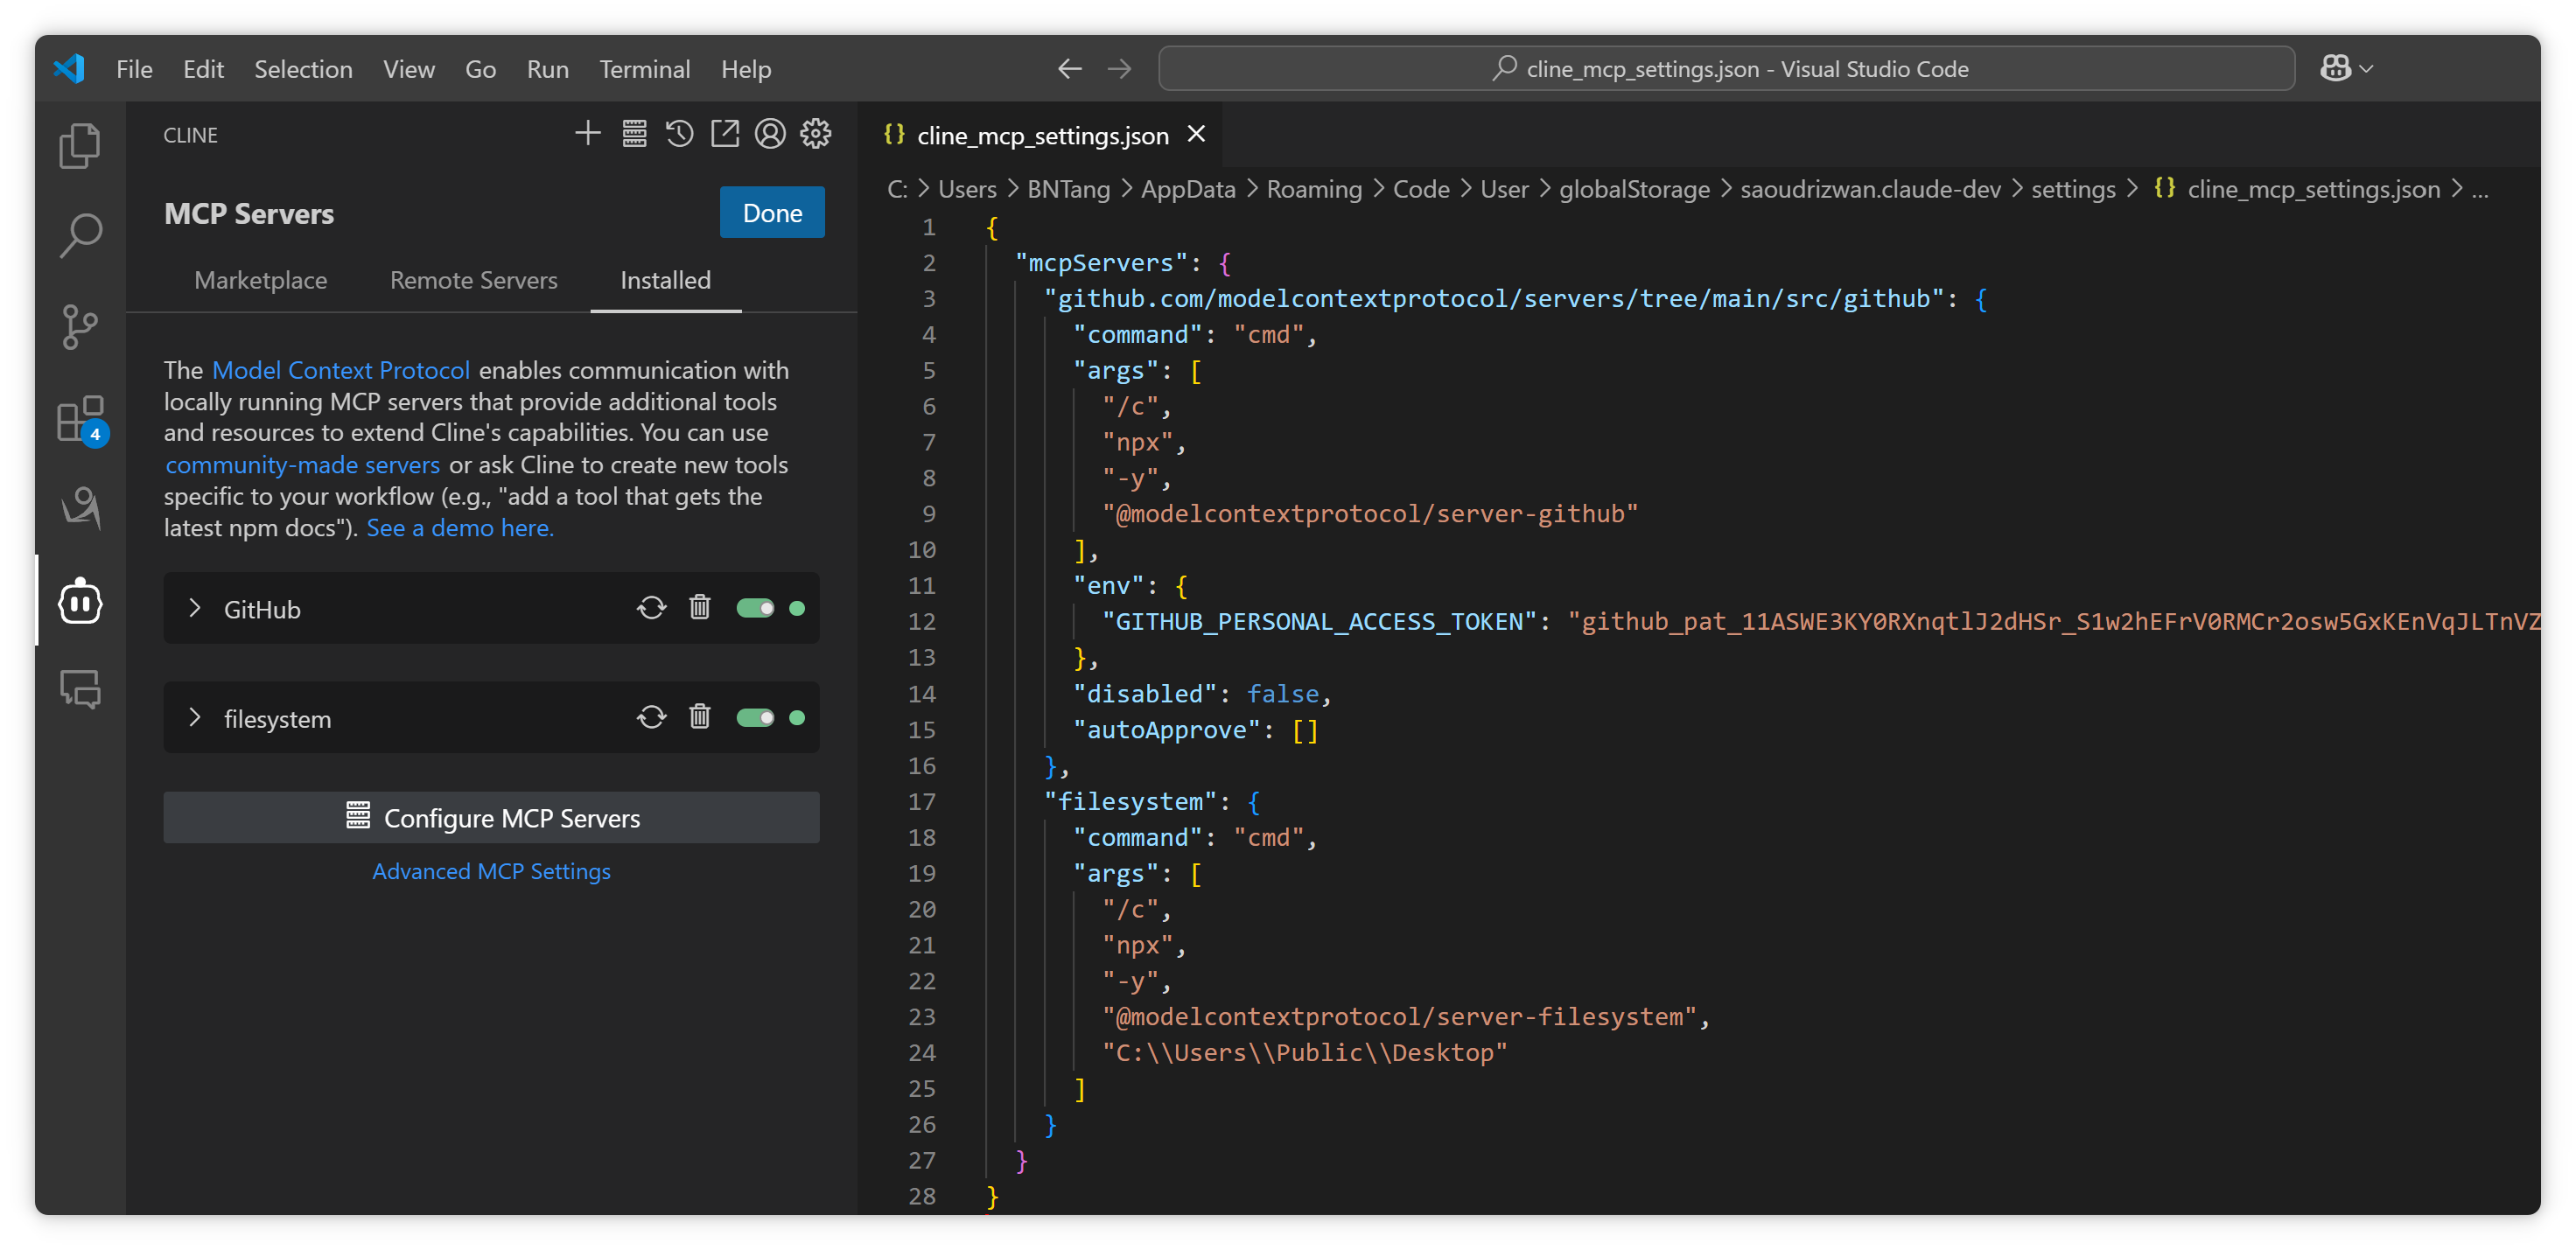 File Edit Selection View Go Run Terminal Help
cline_mcp_settings.json - Visual Studio Code
CLINE
MCP Servers
Done
Marketplace Remote Servers Installed
The Model Context Protocol enables communication with
locally running MCP servers that provide additional tools
and resources to extend Cline's capabilities. You can use
community-made servers or ask Cline to create new tools
specific to your workflow (e.g., "add a tool that gets the
latest npm docs"). See a demo here.
4
GitHub
filesystem
Configure MCP Servers
Advanced MCP Settings
{} cline_mcp_settings.json
C: > Users > BNTang > AppData > Roaming > Code > User > globalStorage > saoudrizwan.claude-dev > settings > {} cline_mcp_settings.json > ...
1 {
2 "mcpServers": {
3 "github.com/modelcontextprotocol/servers/tree/main/src/github": {
4 "command": "cmd",
5 "args": [
6 "/c",
7 "npx",
8 "-y",
9 "@modelcontextprotocol/server-github"
10 ],
11 "env": {
12 "GITHUB_PERSONAL_ACCESS_TOKEN": "github_pat_11ASWE3KY0RXnqtlJ2dHSr_S1w2hEFrV0RMCr2osw5GxKEnVqJLTnVZ
13 },
14 "disabled": false,
15 "autoApprove": []
16 },
17 "filesystem": {
18 "command": "cmd",
19 "args": [
20 "/c",
21 "npx",
22 "-y",
23 "@modelcontextprotocol/server-filesystem",
24 "C:\\Users\\Public\\Desktop"
25 ]
26 }
27 }
28 }